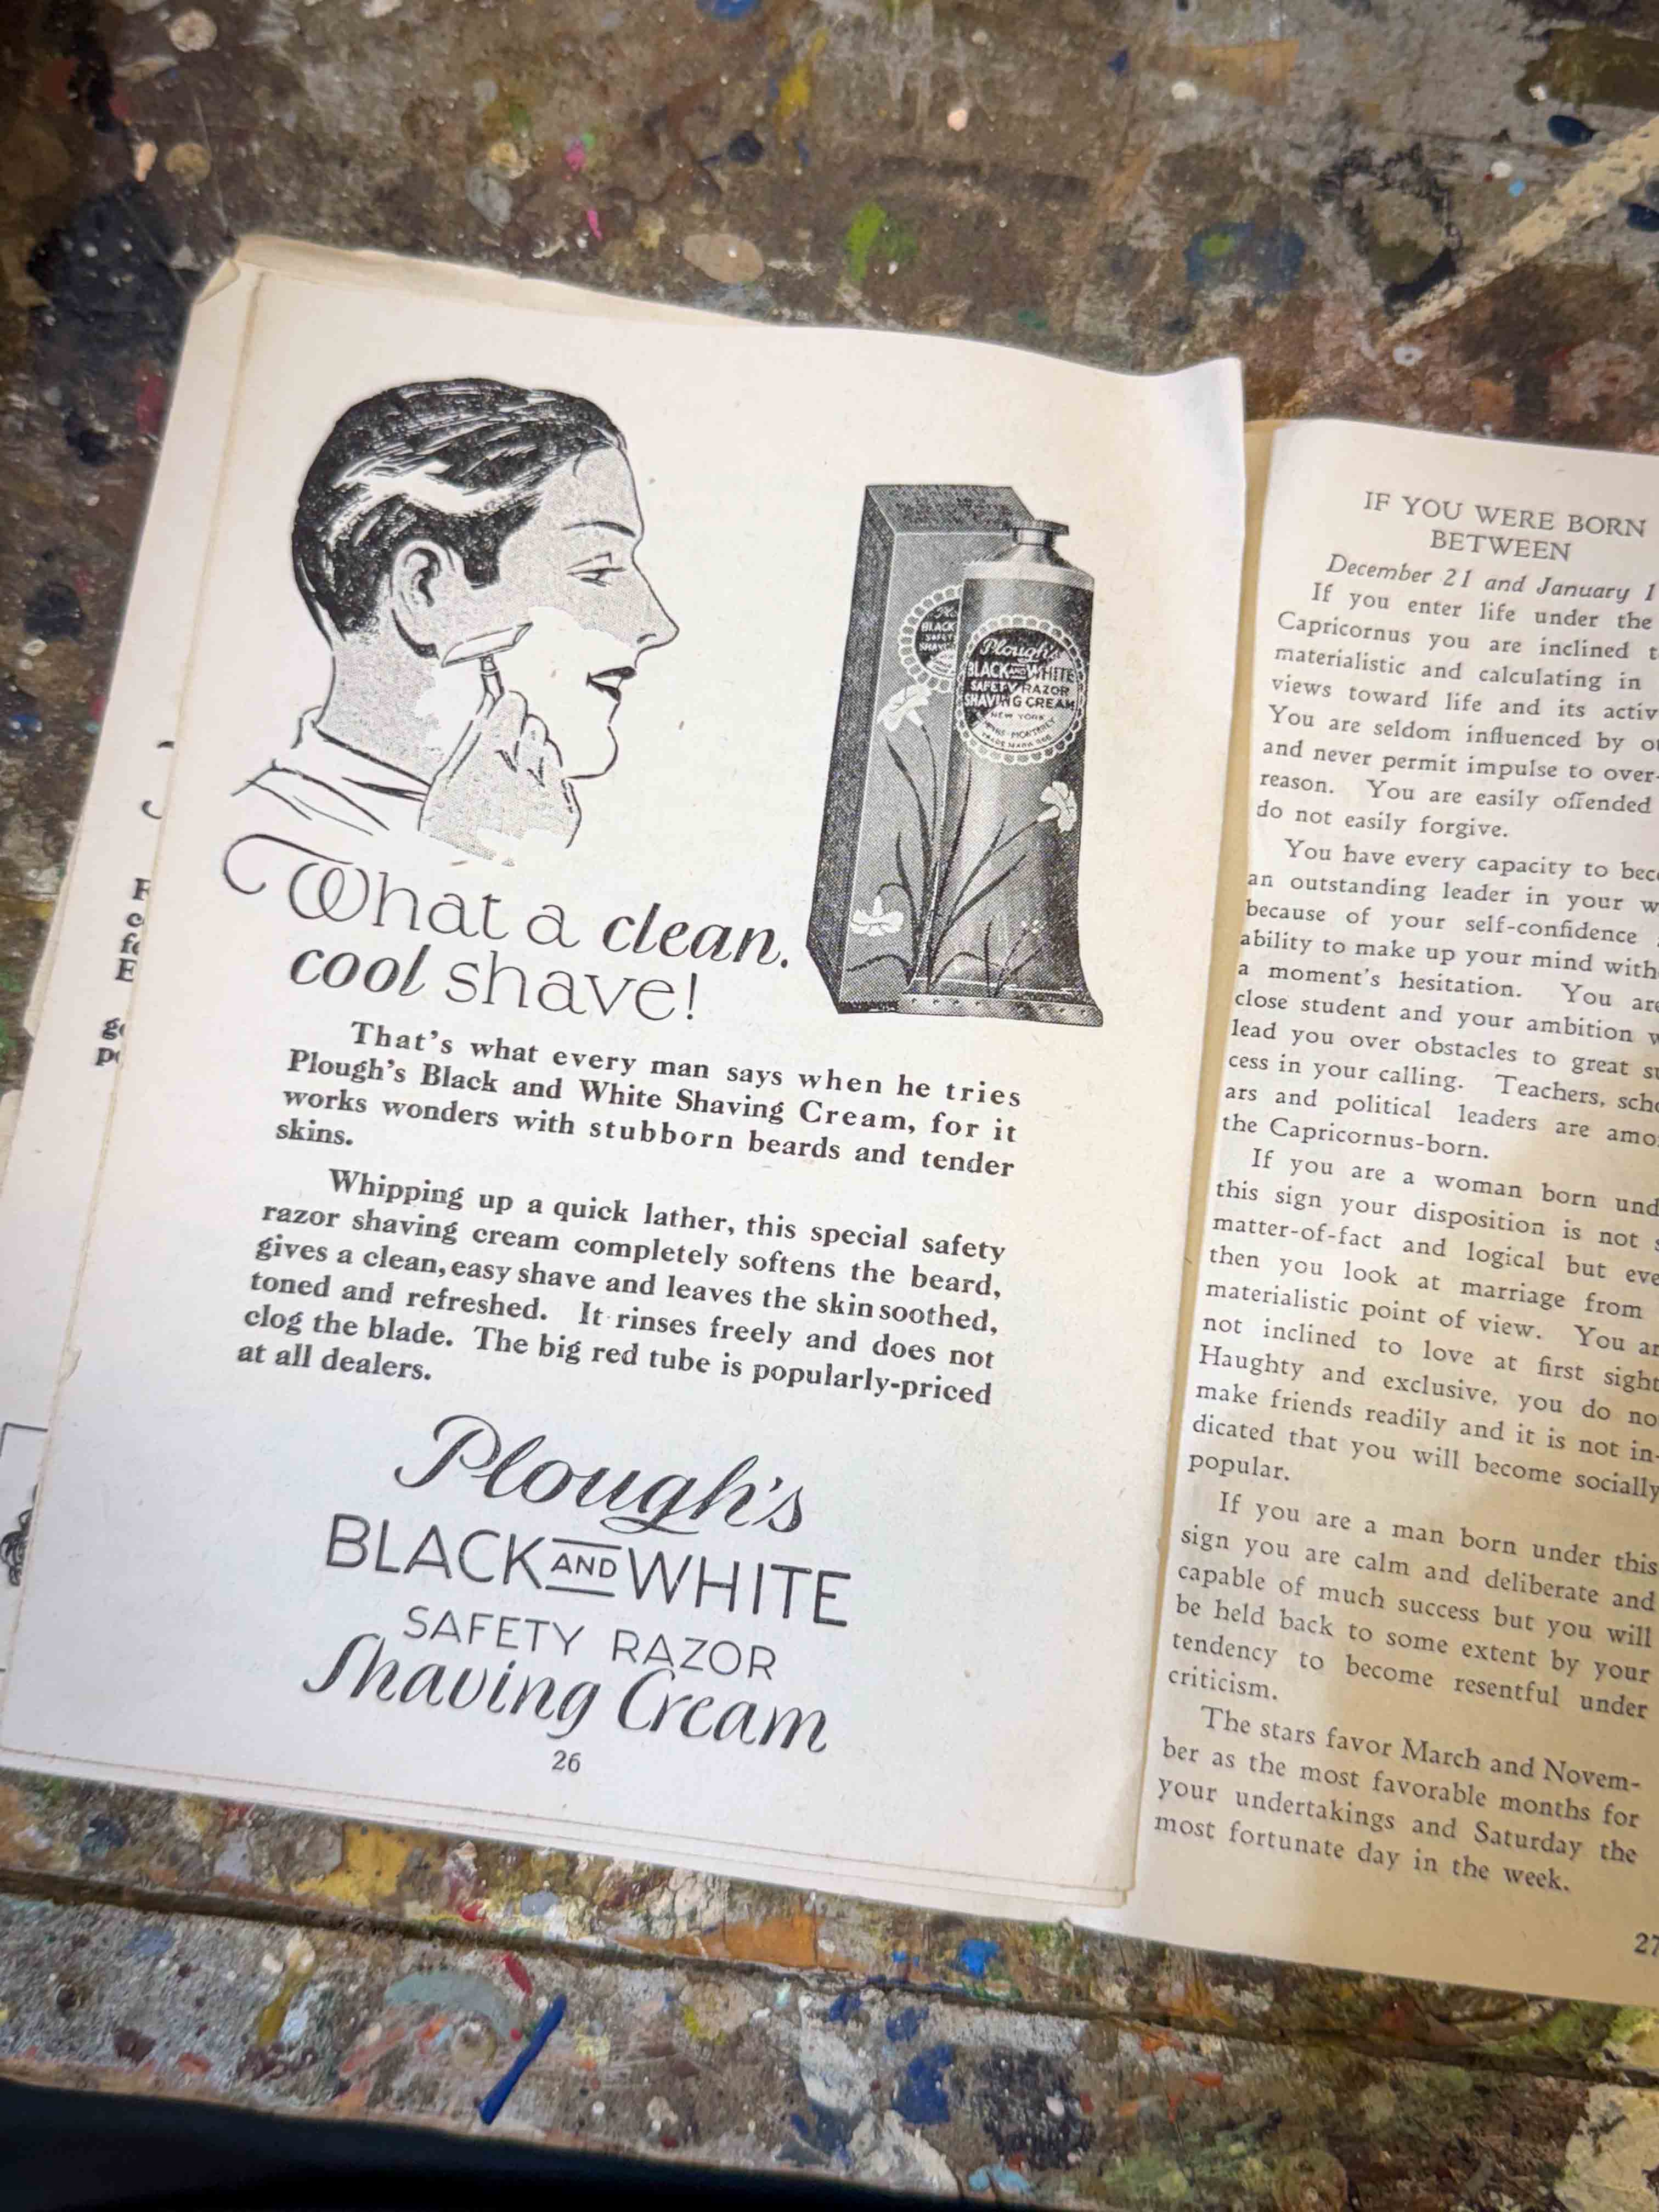 What a clean,
cool shave!
That's what every man says when he tries
Plough's Black and White Shaving Cream, for it
works wonders with stubborn beards and tender
skins.
Whipping up a quick lather, this special safety
razor shaving cream completely softens the beard,
gives a clean, easy shave and leaves the skin soothed,
toned and refreshed. It rinses freely and does not
clog the blade. The big red tube is popularly-priced
at all dealers.
Plough's
BLACK AND WHITE
SAFETY RAZOR
Shaving Cream
26
BLACK
Plough's
BLACK AND WHITE
SAFETY RAZOR
SHAVING CREAM
NEW YORK
IF YOU WERE BORN
BETWEEN
December 21 and January 1
If you enter life under the
Capricornus you are inclined
materialistic and calculating in
views toward life and its
You are seldom influenced by
and never permit impulse to over-
reason. You are easily offended
do not easily forgive.
You have every capacity to
an outstanding leader in your
because of your self-confidence
ability to make up your mind
a moment's hesitation. You
close student and your ambition
lead you over obstacles to great
cess in your calling. Teachers,
ars and political leaders are
the Capricornus-born.
If you are a woman born
this sign your disposition is not
matter-of-fact and logical but
then you look at marriage from
materialistic point of view. You
not inclined to love at first sight
Haughty and exclusive, you do
make friends readily and it is not in-
dicated that you will become socially
popular.
If you are a man born under this
sign you are calm and deliberate and
capable of much success but you will
be held back to some extent by your
tendency to become resentful under
criticism.
The stars favor March and Novem-
ber as the most favorable months for
your undertakings and Saturday the
most fortunate day in the week.
27